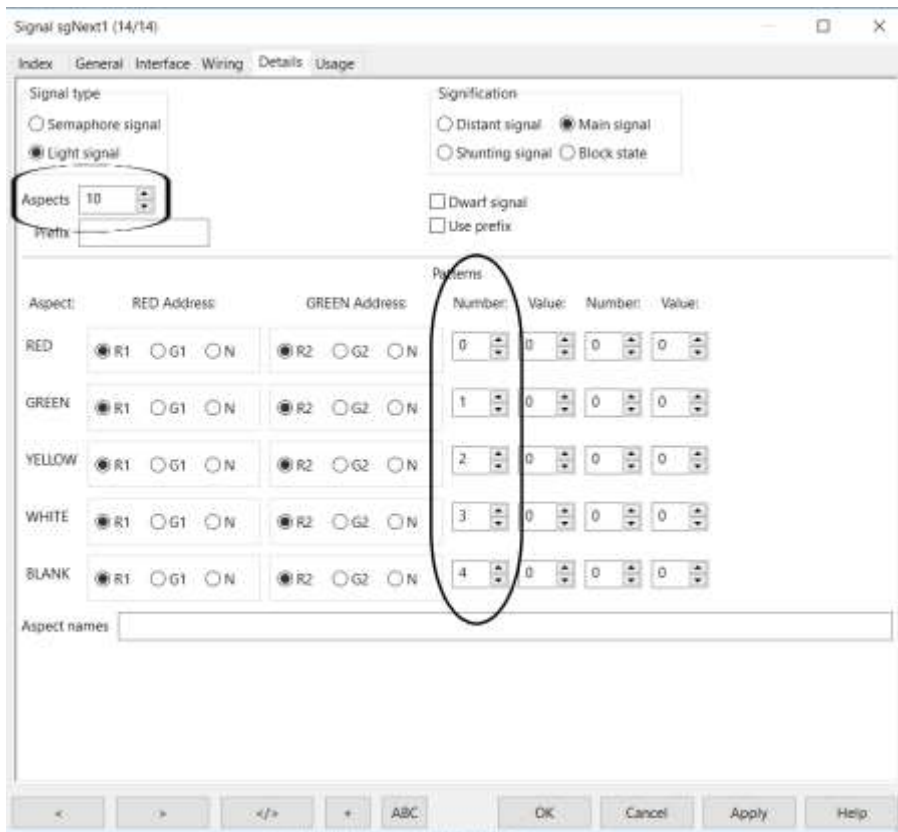 Signal sgNext1 (14/14)
Index General Interface Wiring Details Usage
Signal type Signification
Semaphore signal Distant signal Main signal
Light signal Shunting signal Block state
Aspects 10 Dwarf signal
Prefix Use prefix
Patterns
Aspect: RED Address: GREEN Address: Number: Value: Number: Value:
RED R1 G1 N R2 G2 N 0 0 0 0
GREEN R1 G1 N R2 G2 N 1 0 0 0
YELLOW R1 G1 N R2 G2 N 2 0 0 0
WHITE R1 G1 N R2 G2 N 3 0 0 0
BLANK R1 G1 N R2 G2 N 4 0 0 0
Aspect names
< > </> + ABC OK Cancel Apply Help